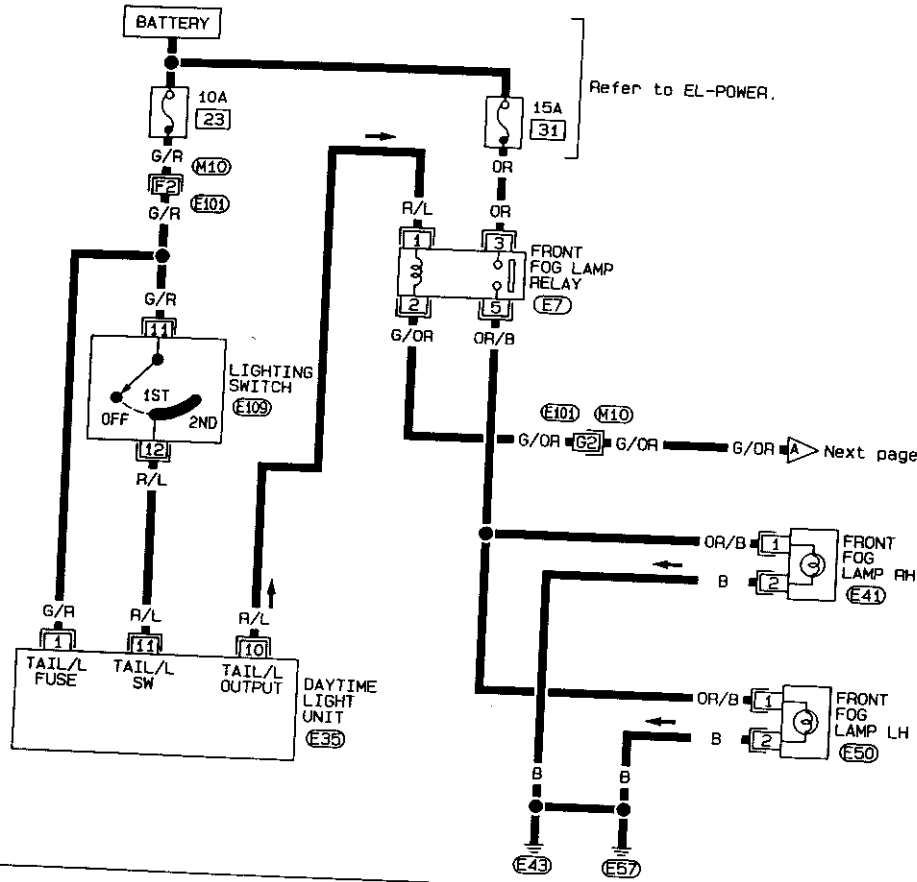 BATTERY
Refer to EL-POWER.
10A
23
15A
31
G/R
M10
F2
E101
G/R
OR
OR
R/L
1
3
FRONT
FOG LAMP
RELAY
E7
2
5
G/OR
OR/B
G/R
11
LIGHTING
SWITCH
E109
OFF
1ST
2ND
12
R/L
E101
M10
G/OR
G2
G/OR
G/OR
A
Next page
OR/B
1
2
B
FRONT
FOG
LAMP RH
E41
G/R
R/L
R/L
1
11
10
TAIL/L
FUSE
TAIL/L
SW
TAIL/L
OUTPUT
DAYTIME
LIGHT
UNIT
E35
OR/B
1
2
B
FRONT
FOG
LAMP LH
E50
B
B
E43
E57